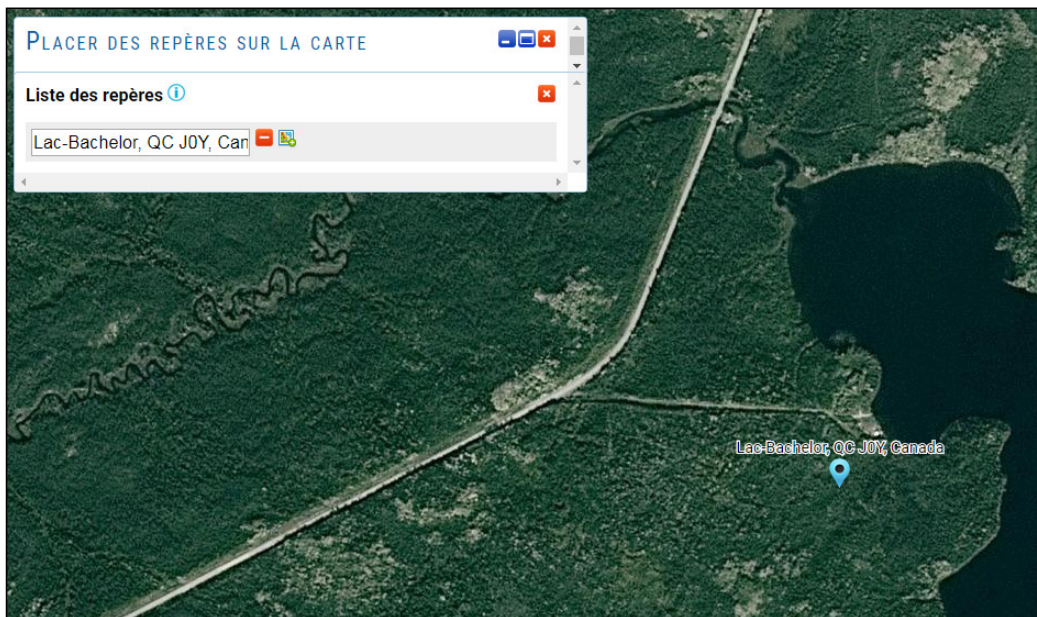 PLACER DES REPÈRES SUR LA CARTE
Liste des repères
Lac-Bachelor, QC J0Y, Can
Lac-Bachelor, QC J0Y, Canada